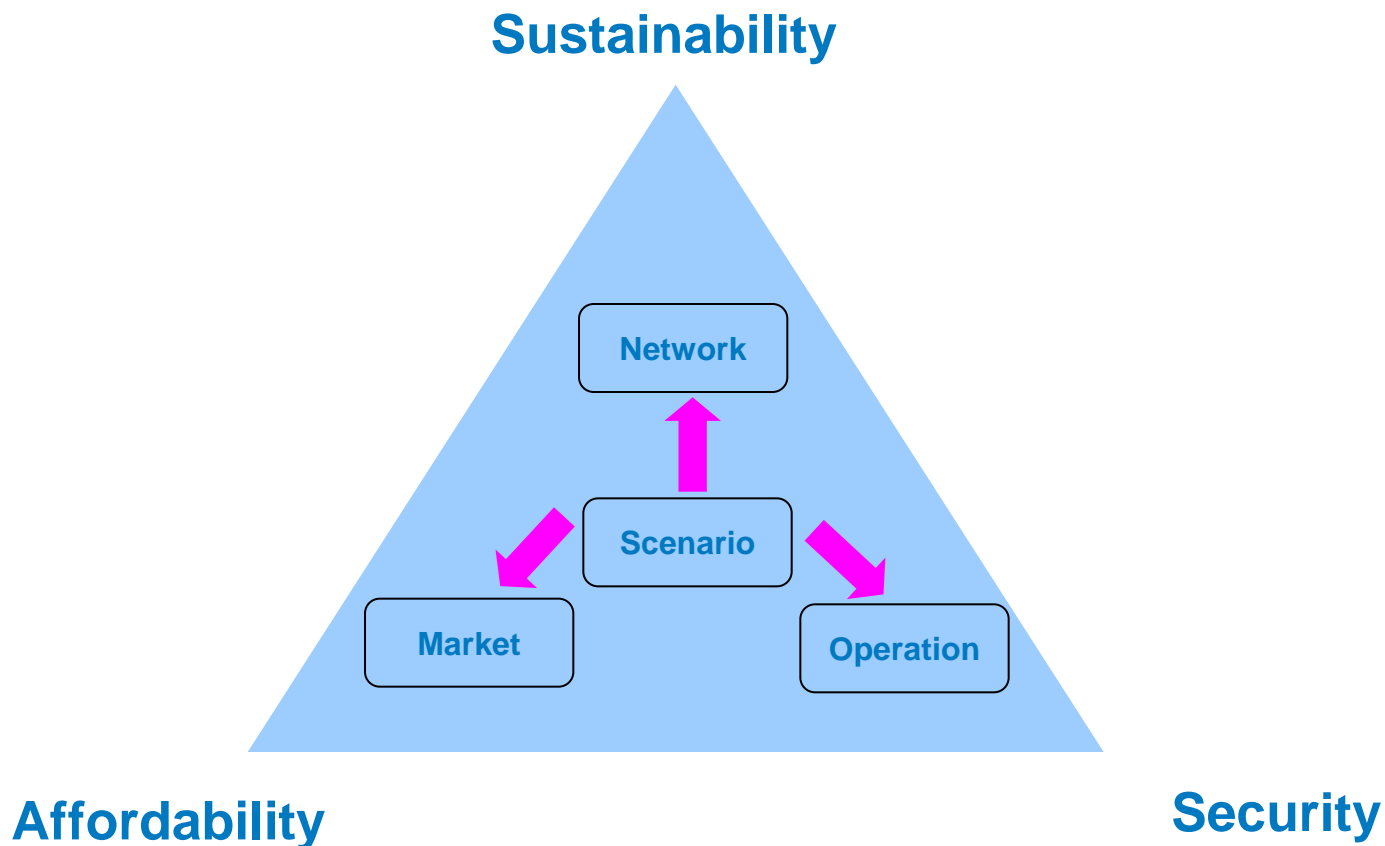 Sustainability
Network
Scenario
Market
Operation
Affordability
Security